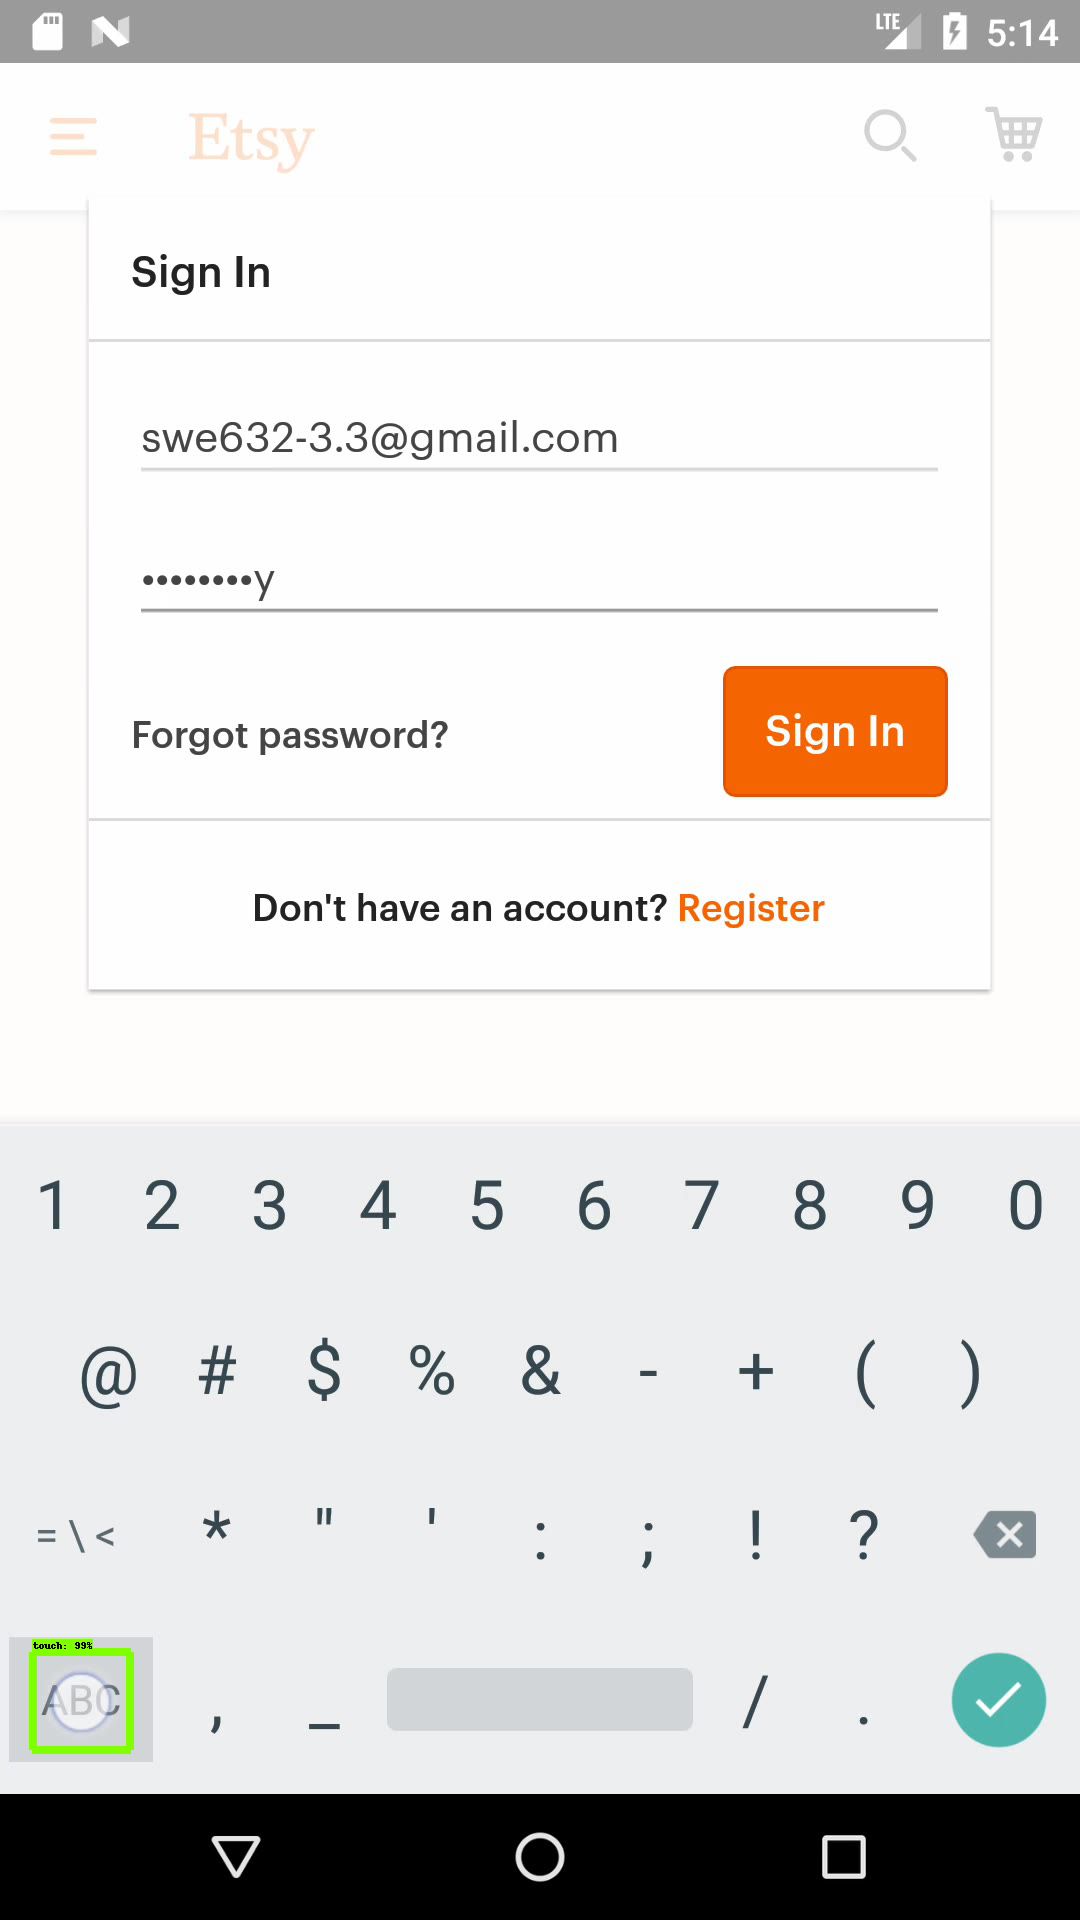 LTE 5:14
Etsy
Sign In
swe632-3.3@gmail.com
••••••••y
Forgot password? Sign In
Don't have an account? Register
1 2 3 4 5 6 7 8 9 0
@ # $ % & - + ( )
= \ < * " ' : ; ! ?
touch: 99%
ABC , _ / .